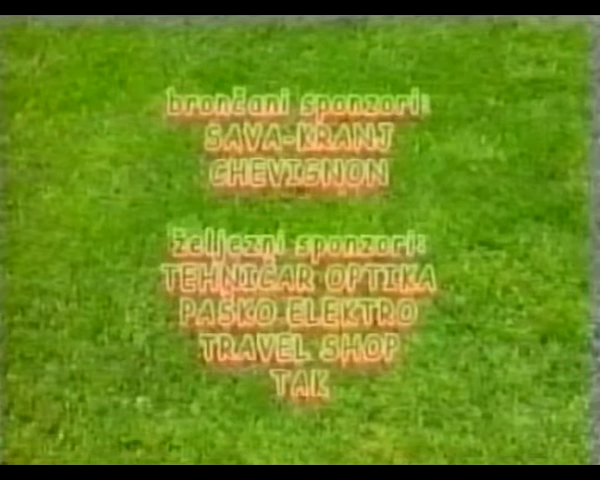 brončani sponzori:
SAVA-KRANJ
CHEVIGNON
željezni sponzori:
TEHNIČAR OPTIKA
PAŠKO ELEKTRO
TRAVEL SHOP
TAK